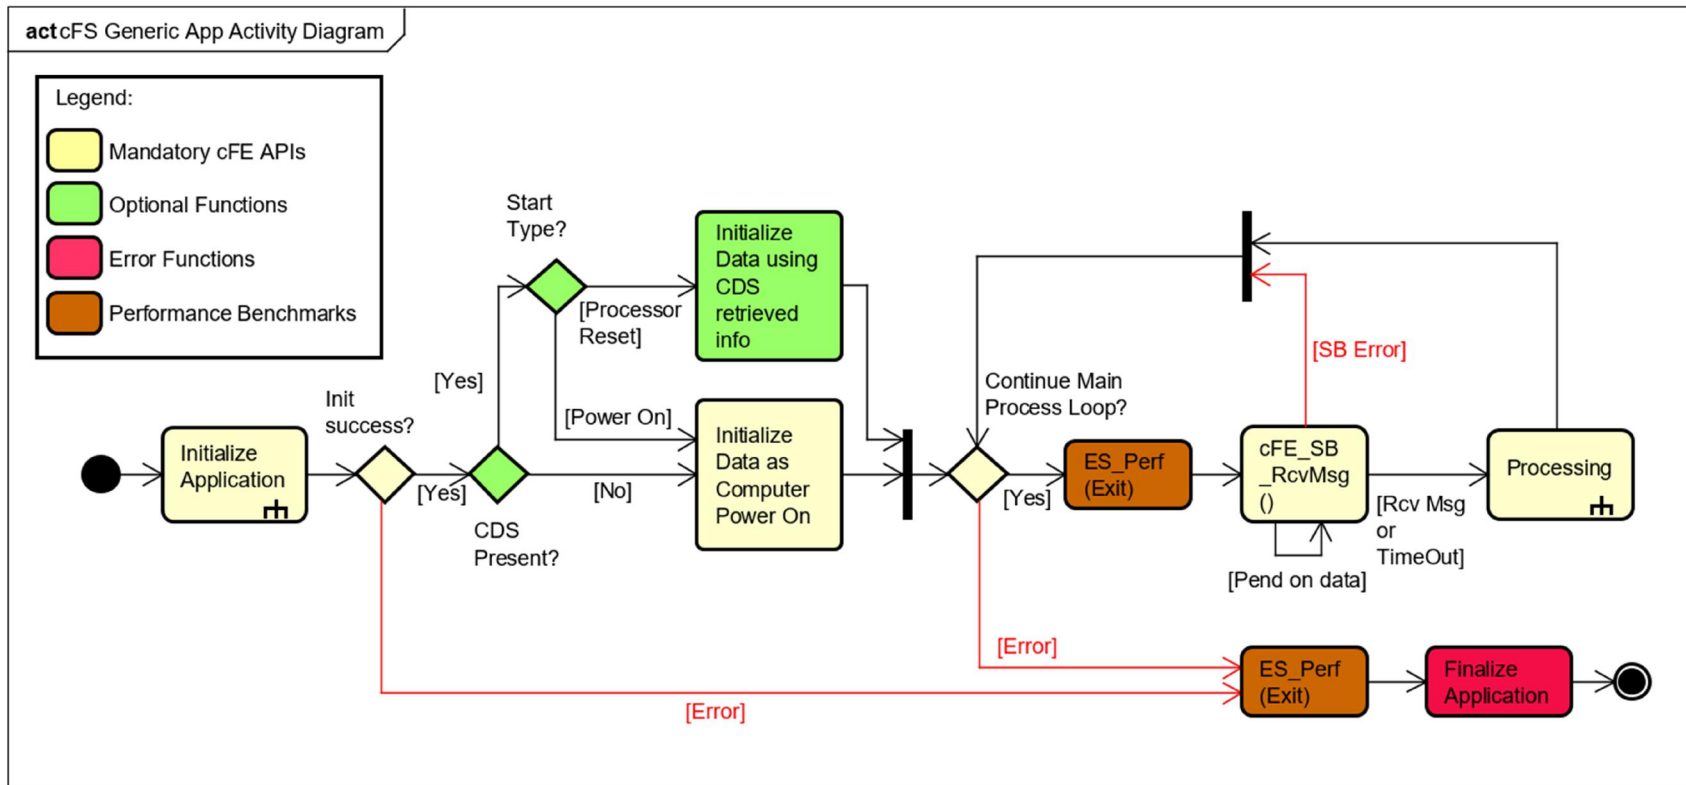 act cFS Generic App Activity Diagram
Legend:
Mandatory cFE APIs
Optional Functions
Error Functions
Performance Benchmarks
Start
Type?
Initialize
Data using
CDS
retrieved
info
[Processor
Reset]
[SB Error]
[Yes]
Init
success?
[Power On]
Continue Main
Process Loop?
Initialize
Application
[Yes]
CDS
Present?
[No]
Initialize
Data as
Computer
Power On
[Yes]
ES_Perf
(Exit)
cFE_SB
_RcvMsg
()
[Rcv Msg
or
TimeOut]
Processing
[Pend on data]
[Error]
[Error]
ES_Perf
(Exit)
Finalize
Application